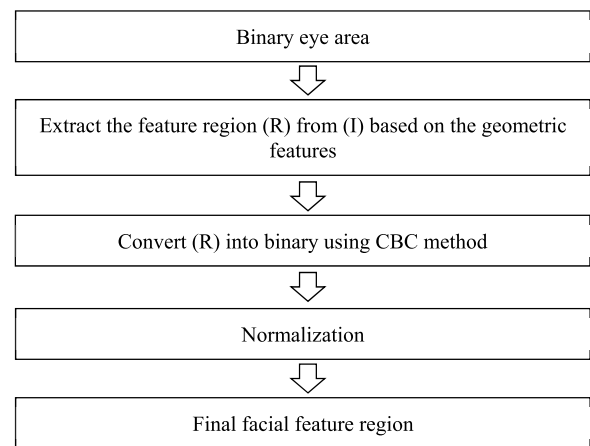 Binary eye area
Extract the feature region (R) from (I) based on the geometric
features
Convert (R) into binary using CBC method
Normalization
Final facial feature region